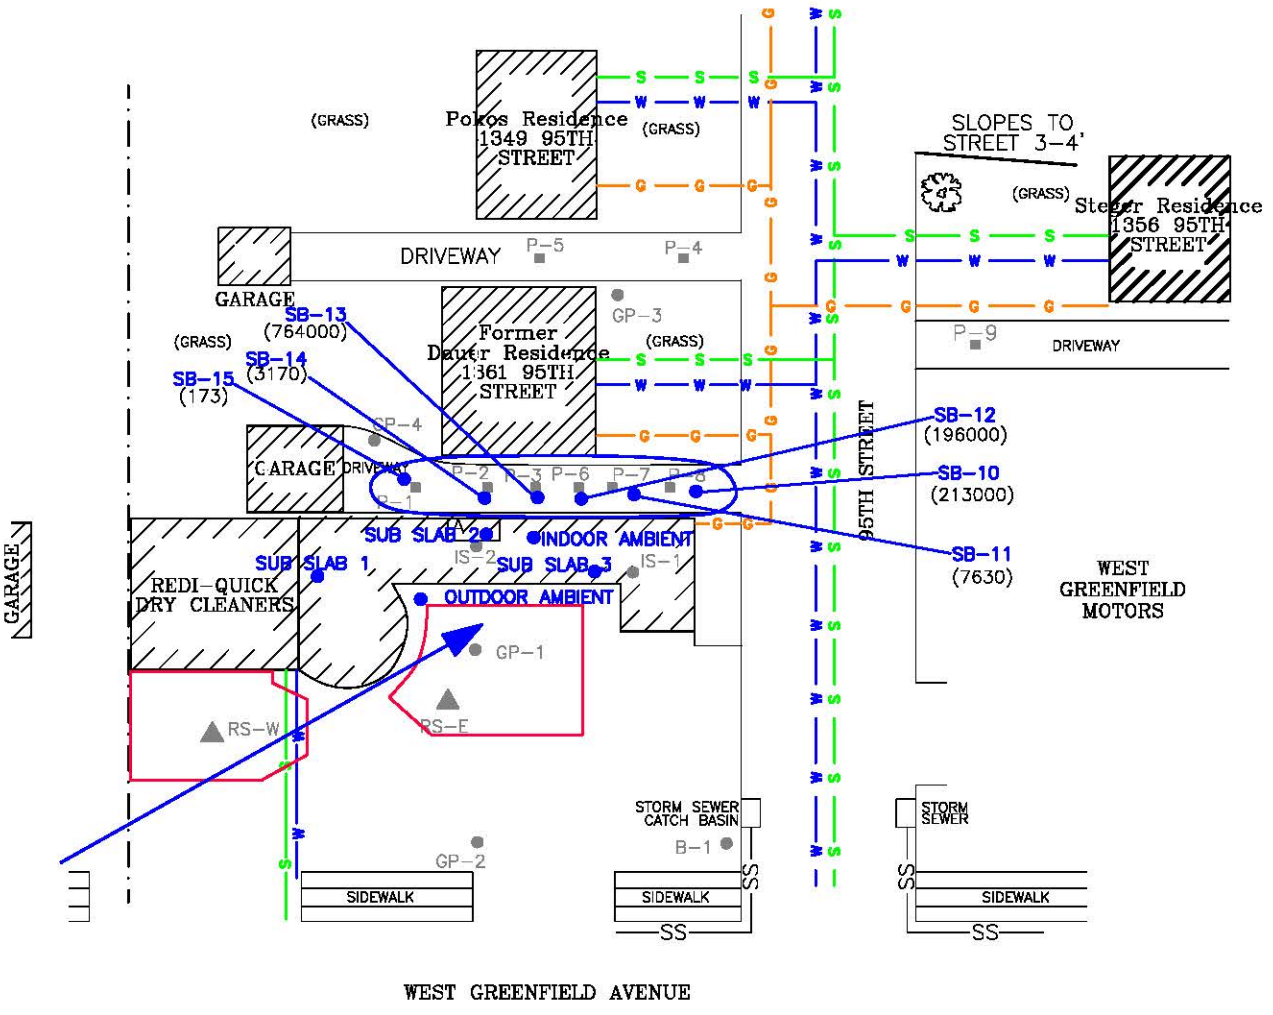 G
W
S
S
S
S
W
S
G
W
W
W
(GRASS)
Pokos Residence
1349 95TH
STREET
(GRASS)
W
S
G
G
G
G
SLOPES TO
STREET 3-4'
(GRASS)
Steger Residence
1356 95TH
STREET
DRIVEWAY
P-5
P-4
W
S
S
S
S
W
W
W
G
GARAGE
GP-3
G
G
G
G
W
S
SB-13
(764000)
(GRASS)
Former
Dauer Residence
1361 95TH
STREET
(GRASS)
S
S
S
W
W
W
G
P-9
DRIVEWAY
SB-14
(3170)
SB-15
(173)
W
S
95TH STREET
SB-12
(196000)
GP-4
G
G
G
G
GARAGE
DRIVEWAY
P-1
P-2
P-3
P-6
P-7
P-8
W
S
G
SB-10
(213000)
G
G
SUB SLAB 2
A
INDOOR AMBIENT
IS-2
SUB SLAB 3
IS-1
SUB SLAB 1
W
S
SB-11
(7630)
GARAGE
REDI-QUICK
DRY CLEANERS
OUTDOOR AMBIENT
WEST
GREENFIELD
MOTORS
W
S
GP-1
RS-E
RS-W
W
S
W
S
W
S
STORM SEWER
CATCH BASIN
STORM
SEWER
W
S
GP-2
B-1
W
S
SS
SS
SIDEWALK
SIDEWALK
SIDEWALK
SS
SS
WEST GREENFIELD AVENUE